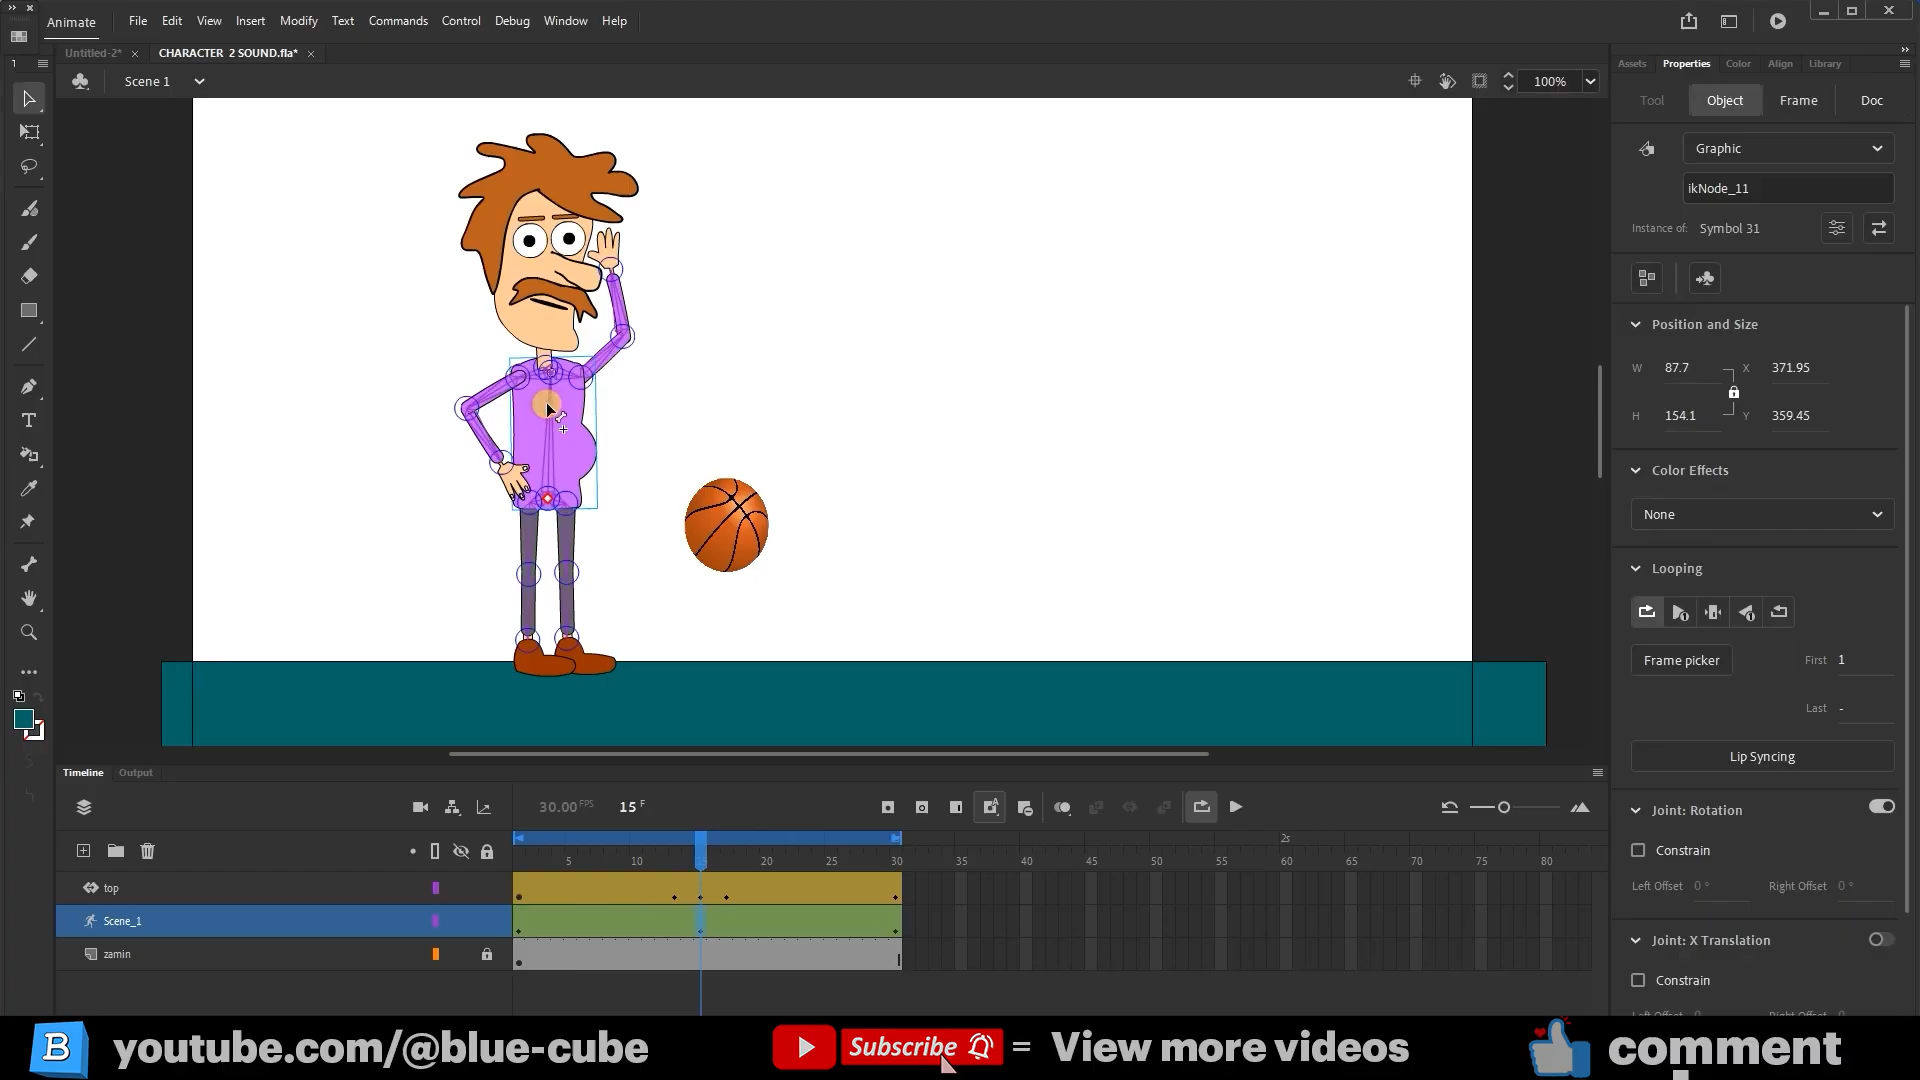 Animate
File Edit View Insert Modify Text Commands Control Debug Window Help
Untitled-2* ×
CHARACTER 2 SOUND.fla* ×
Scene 1
100%
Assets Properties Color Align Library
Tool Object Frame Doc
Graphic
ikNode_11
Instance of: Symbol 31
Position and Size
W 87.7 X 371.95
H 154.1 Y 359.45
Color Effects
None
Looping
Frame picker First 1
Last -
Lip Syncing
Joint: Rotation
Constrain
Left Offset 0° Right Offset 0°
Joint: X Translation
Constrain
Timeline Output
30.00 FPS 15 F
2s
5 10 15 20 25 30 35 40 45 50 55 60 65 70 75 80
top
Scene_1
zamin
B youtube.com/@blue-cube Subscribe = View more videos comment